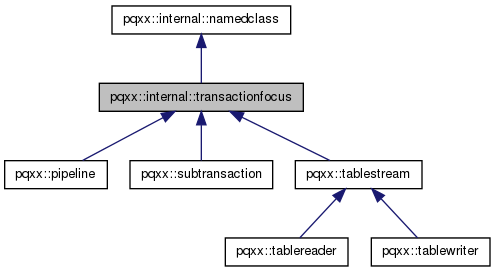 pqxx::internal::namedclass
pqxx::internal::transactionfocus
pqxx::pipeline
pqxx::subtransaction
pqxx::tablestream
pqxx::tablereader
pqxx::tablewriter